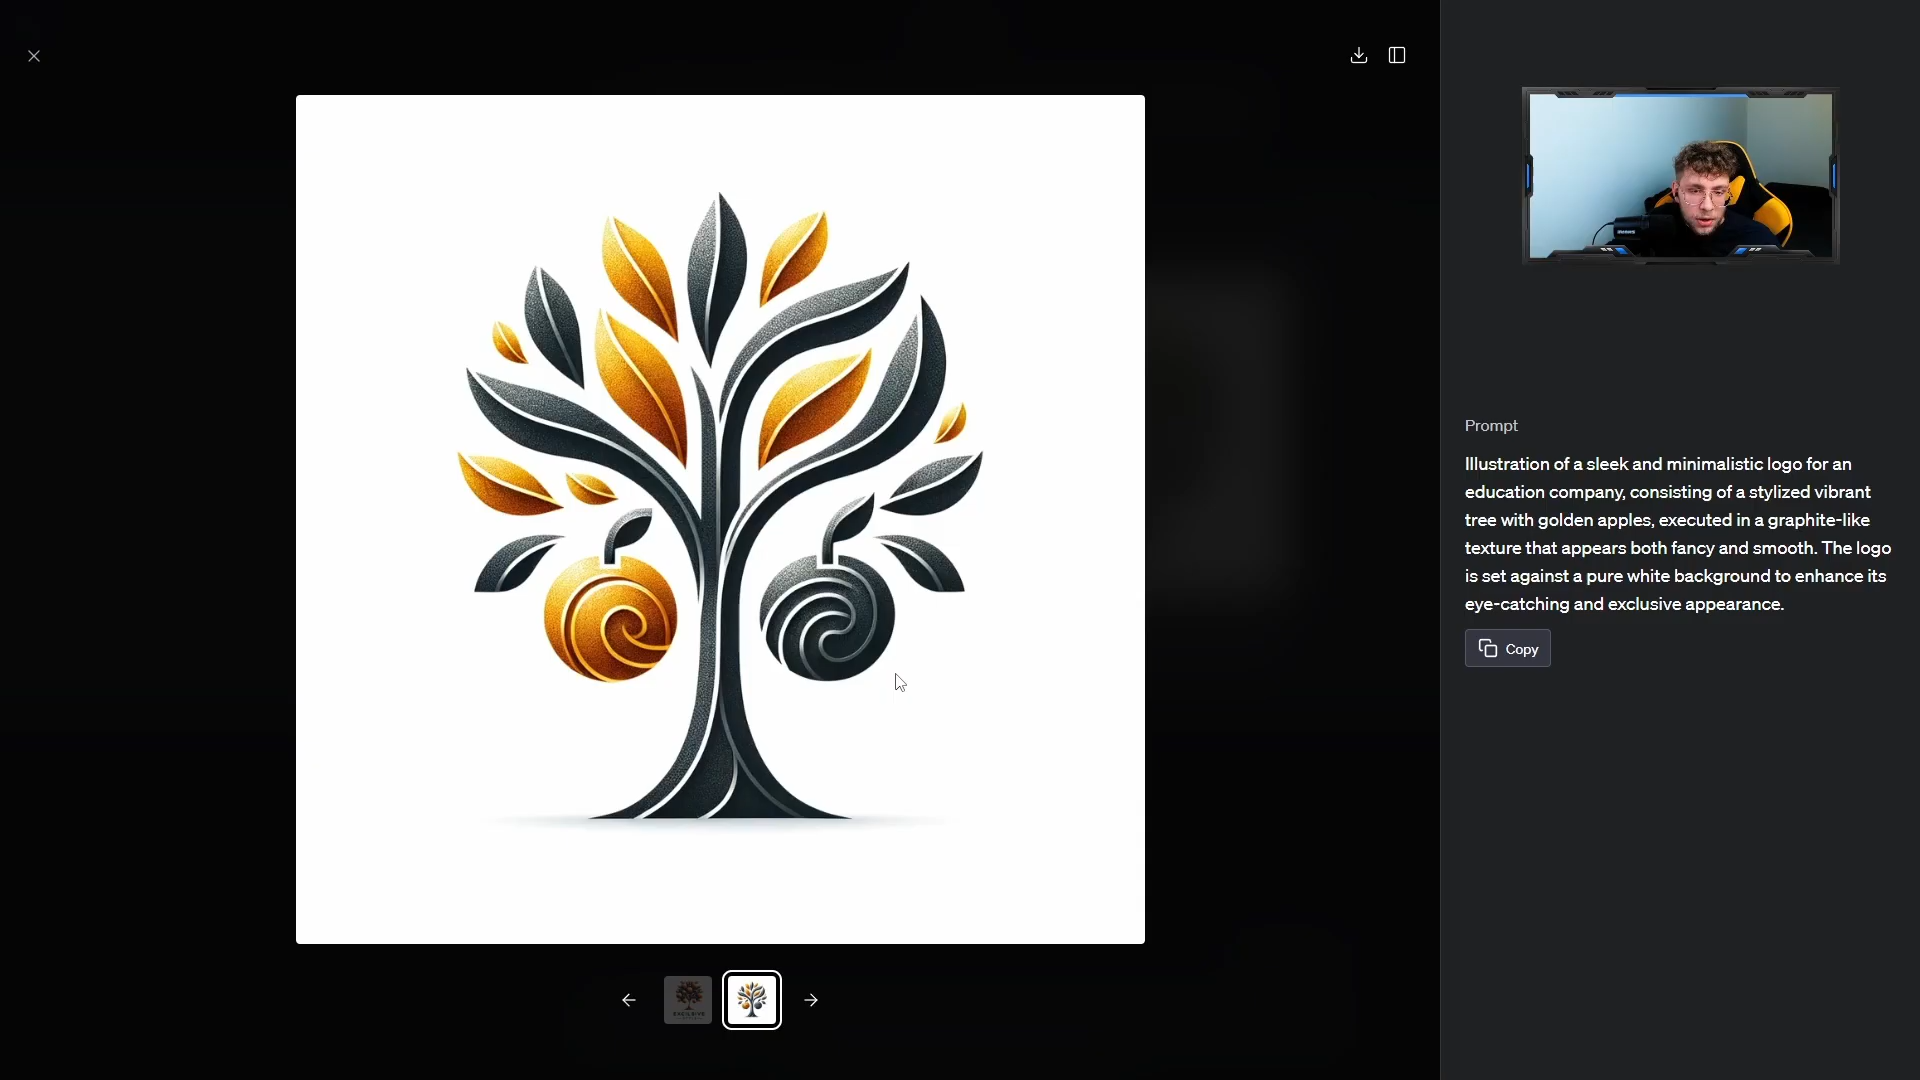 Prompt
Illustration of a sleek and minimalistic logo for an
education company, consisting of a stylized vibrant
tree with golden apples, executed in a graphite-like
texture that appears both fancy and smooth. The logo
is set against a pure white background to enhance its
eye-catching and exclusive appearance.
Copy